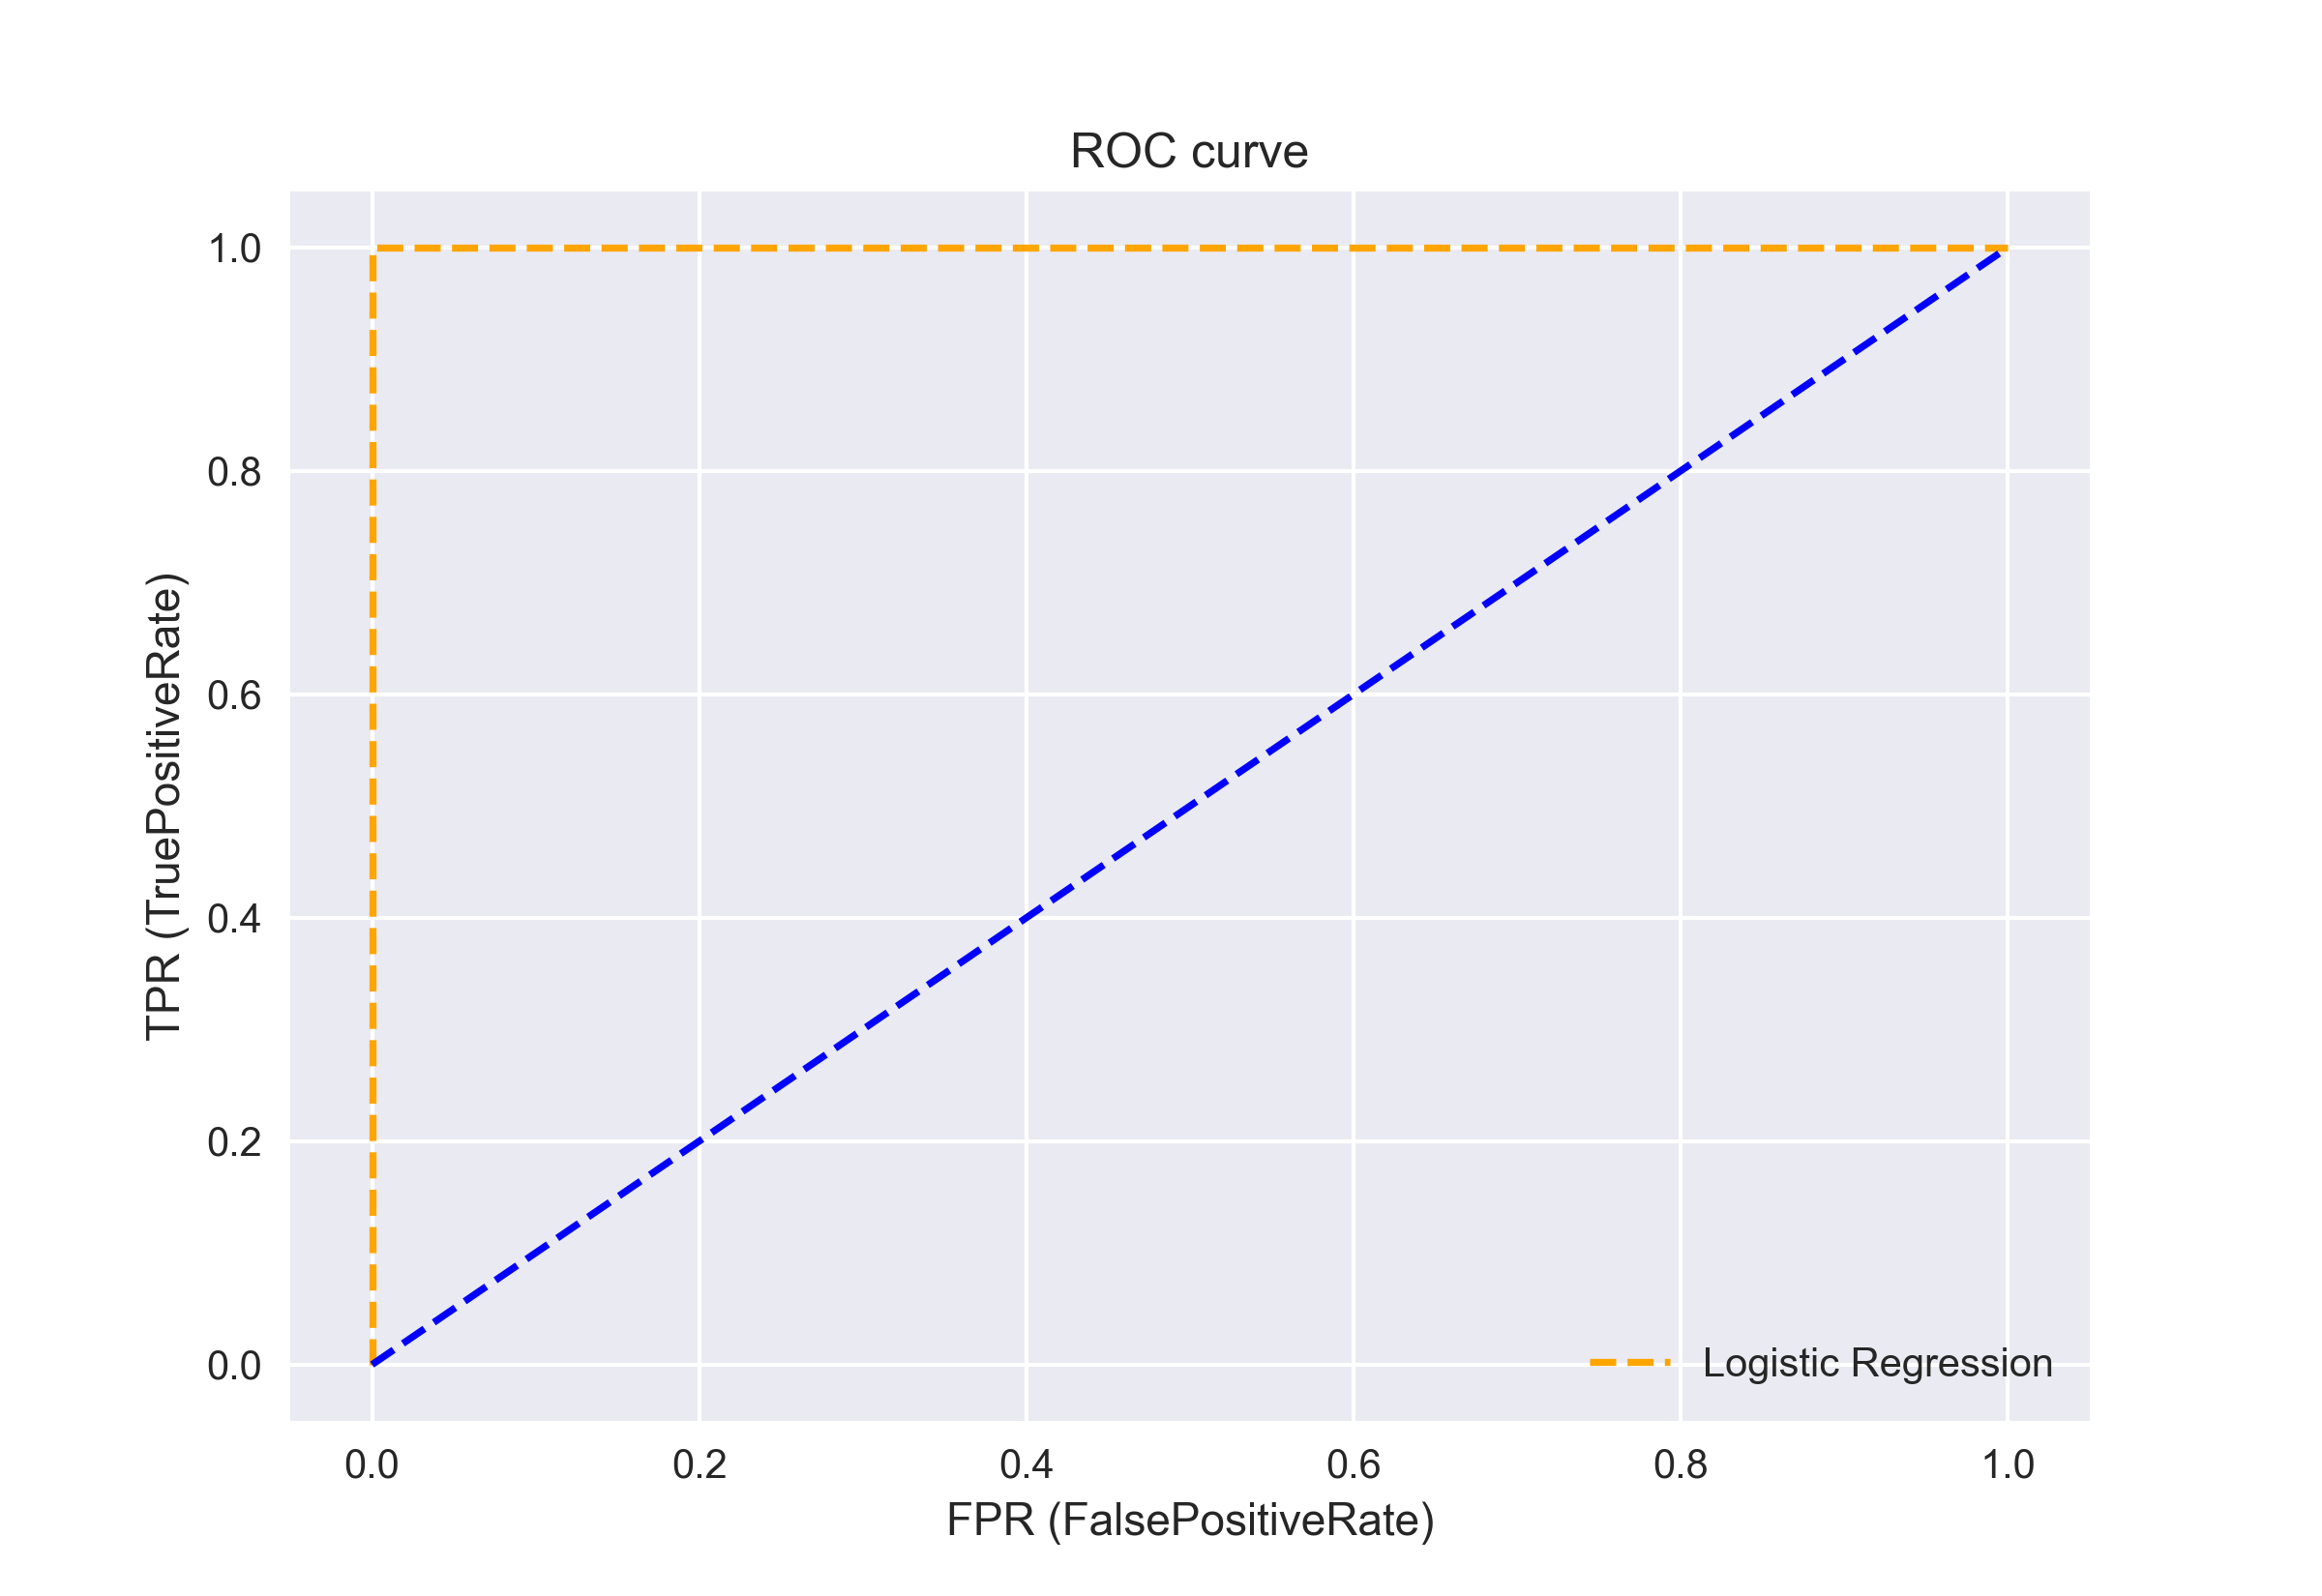 ROC curve
1.0
0.8
0.6
0.4
0.2
0.0
TPR (TruePositiveRate)
Logistic Regression
0.0 0.2 0.4 0.6 0.8 1.0
FPR (FalsePositiveRate)